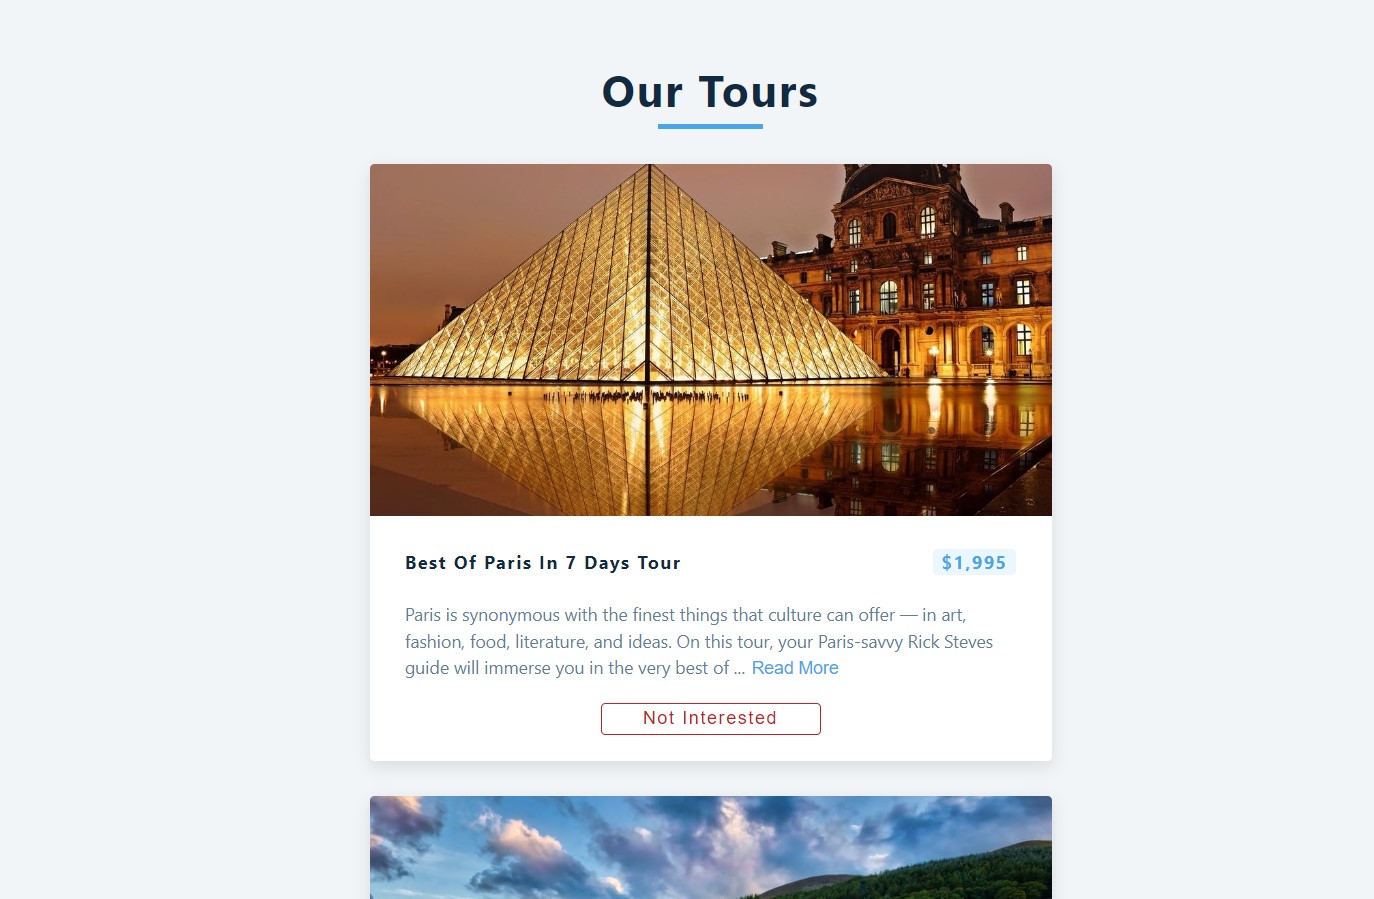 Our Tours
Best Of Paris In 7 Days Tour
$1,995
Paris is synonymous with the finest things that culture can offer — in art,
fashion, food, literature, and ideas. On this tour, your Paris-savvy Rick Steves
guide will immerse you in the very best of ... Read More
Not Interested